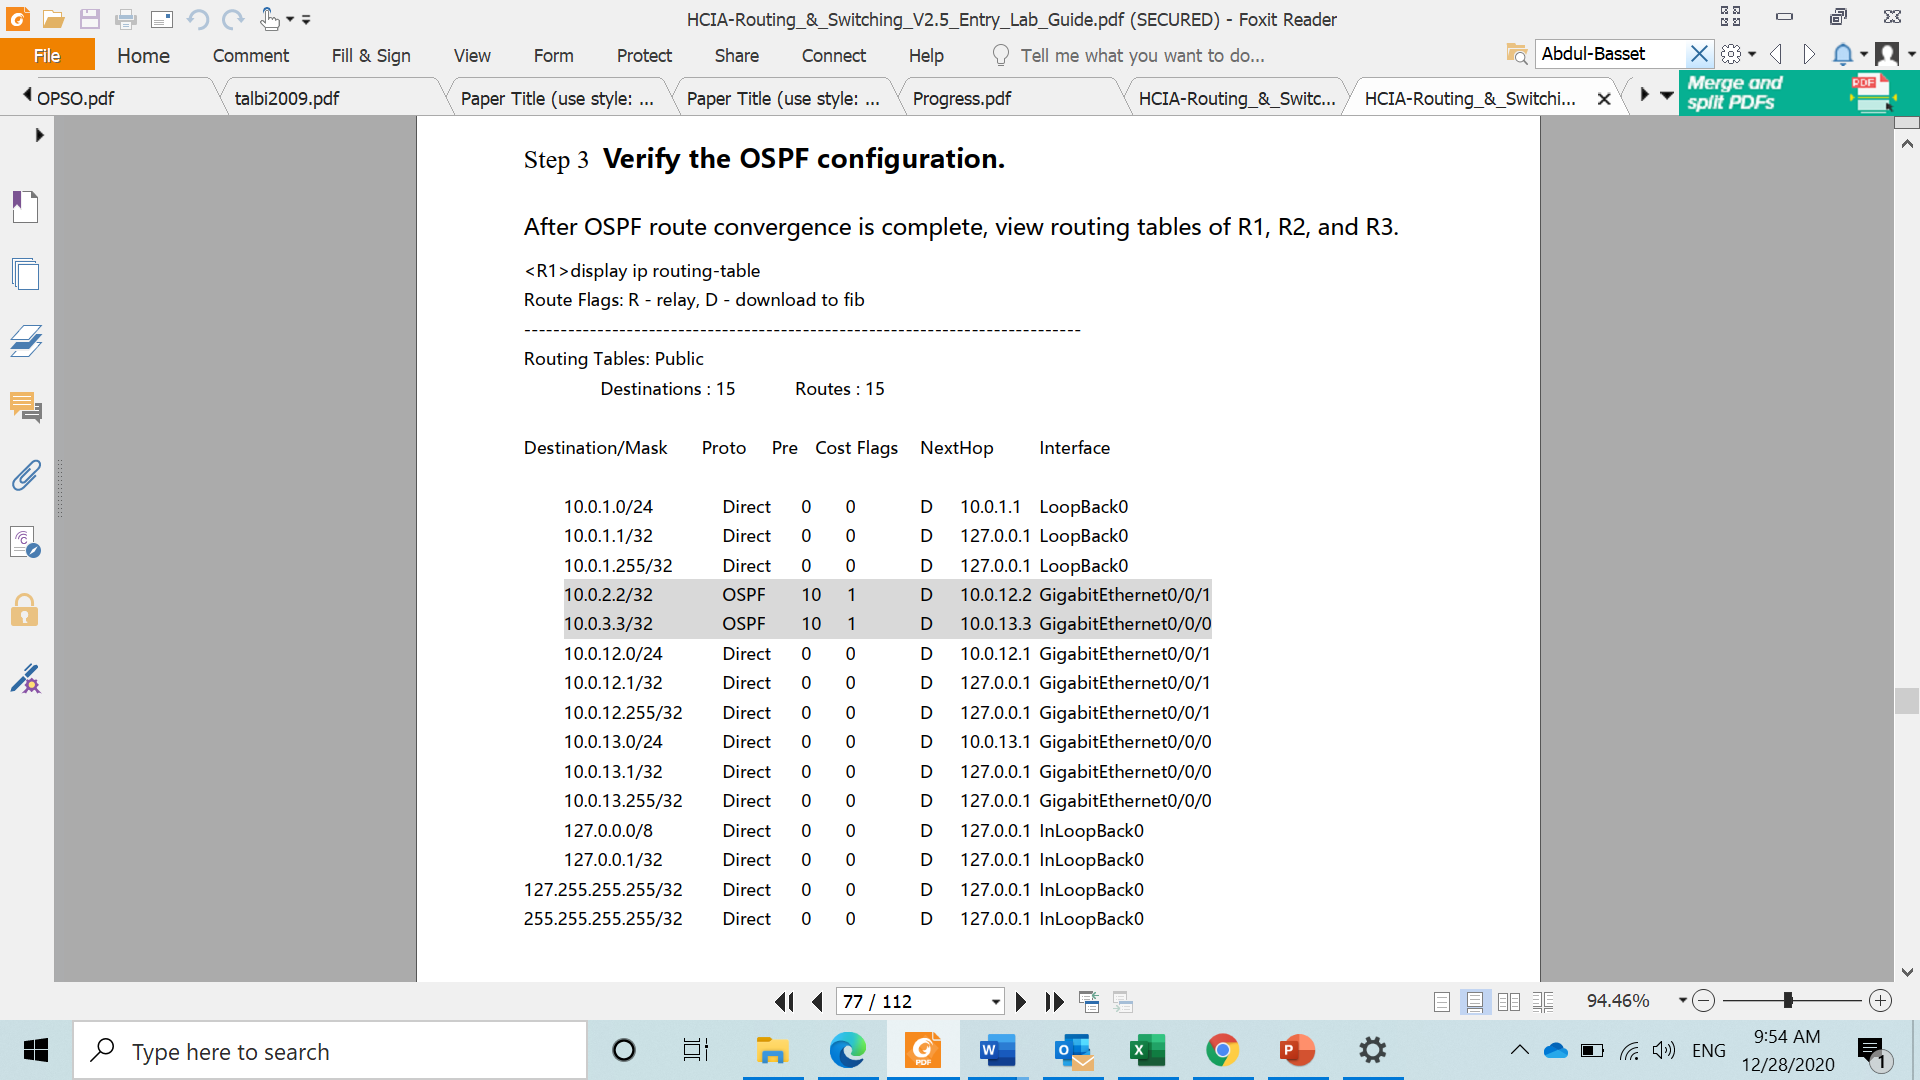 HCIA-Routing_&_Switching_V2.5_Entry_Lab_Guide.pdf (SECURED) - Foxit Reader
File Home Comment Fill & Sign View Form Protect Share Connect Help Tell me what you want to do... Abdul-Basset
OPSO.pdf talbi2009.pdf Paper Title (use style: ... Paper Title (use style: ... Progress.pdf HCIA-Routing_&_Switc... HCIA-Routing_&_Switchi...
Merge and
split PDFs
PDF
Step 3 Verify the OSPF configuration.
After OSPF route convergence is complete, view routing tables of R1, R2, and R3.
<R1>display ip routing-table
Route Flags: R - relay, D - download to fib
----------------------------------------------------------------------------
Routing Tables: Public
Destinations : 15 Routes : 15
Destination/Mask Proto Pre Cost Flags NextHop Interface
10.0.1.0/24 Direct 0 0 D 10.0.1.1 LoopBack0
10.0.1.1/32 Direct 0 0 D 127.0.0.1 LoopBack0
10.0.1.255/32 Direct 0 0 D 127.0.0.1 LoopBack0
10.0.2.2/32 OSPF 10 1 D 10.0.12.2 GigabitEthernet0/0/1
10.0.3.3/32 OSPF 10 1 D 10.0.13.3 GigabitEthernet0/0/0
10.0.12.0/24 Direct 0 0 D 10.0.12.1 GigabitEthernet0/0/1
10.0.12.1/32 Direct 0 0 D 127.0.0.1 GigabitEthernet0/0/1
10.0.12.255/32 Direct 0 0 D 127.0.0.1 GigabitEthernet0/0/1
10.0.13.0/24 Direct 0 0 D 10.0.13.1 GigabitEthernet0/0/0
10.0.13.1/32 Direct 0 0 D 127.0.0.1 GigabitEthernet0/0/0
10.0.13.255/32 Direct 0 0 D 127.0.0.1 GigabitEthernet0/0/0
127.0.0.0/8 Direct 0 0 D 127.0.0.1 InLoopBack0
127.0.0.1/32 Direct 0 0 D 127.0.0.1 InLoopBack0
127.255.255.255/32 Direct 0 0 D 127.0.0.1 InLoopBack0
255.255.255.255/32 Direct 0 0 D 127.0.0.1 InLoopBack0
77 / 112
94.46%
Type here to search
PDF
ENG
9:54 AM
12/28/2020
1